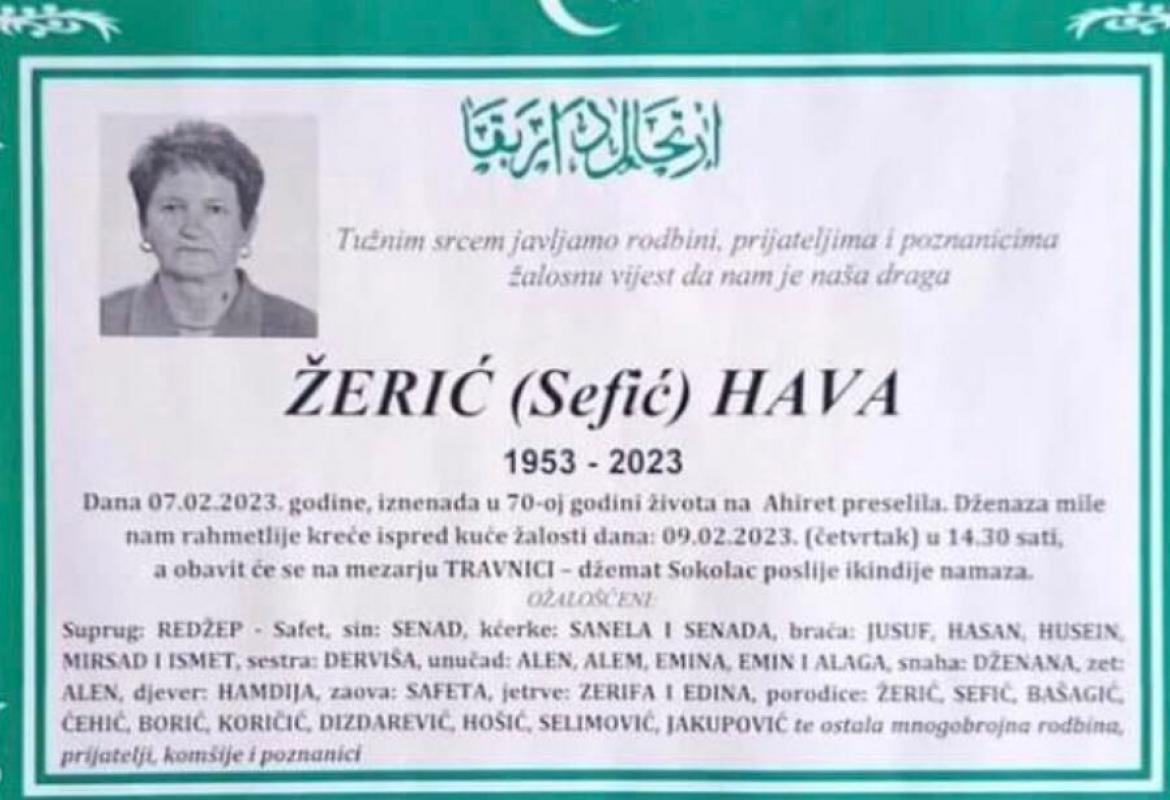 ارتحال دار بقا
Tužnim srcem javljamo rodbini, prijateljima i poznanicima
žalosnu vijest da nam je naša draga
ŽERIĆ (Sefić) HAVA
1953 - 2023
Dana 07.02.2023. godine, iznenada u 70-oj godini života na Ahiret preselila. Dženaza mile
nam rahmetlije kreće ispred kuće žalosti dana: 09.02.2023. (četvrtak) u 14.30 sati,
a obavit će se na mezarju TRAVNICI – džemat Sokolac poslije ikindije namaza.
OŽALOŠĆENI:
Suprug: REDŽEP - Safet, sin: SENAD, kćerke: SANELA I SENADA, braća: JUSUF, HASAN, HUSEIN,
MIRSAD I ISMET, sestra: DERVIŠA, unučad: ALEN, ALEM, EMINA, EMIN I ALAGA, snaha: DŽENANA, zet:
ALEN, djever: HAMDIJA, zaova: SAFETA, jetrve: ZERIFA I EDINA, porodice: ŽERIĆ, SEFIĆ, BAŠAGIĆ,
ĆEHIĆ, BORIĆ, KORIČIĆ, DIZDAREVIĆ, HOŠIĆ, SELIMOVIĆ, JAKUPOVIĆ te ostala mnogobrojna rodbina,
prijatelji, komšije i poznanici